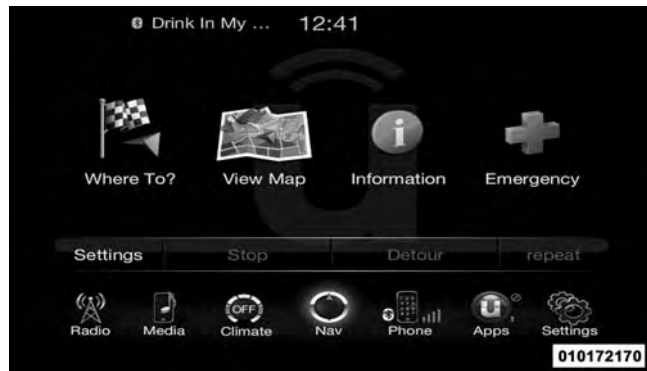 Drink In My ... 12:41
Where To? View Map Information Emergency
Settings Stop Detour repeat
OFF
Radio Media Climate Nav Phone Apps Settings
010172170